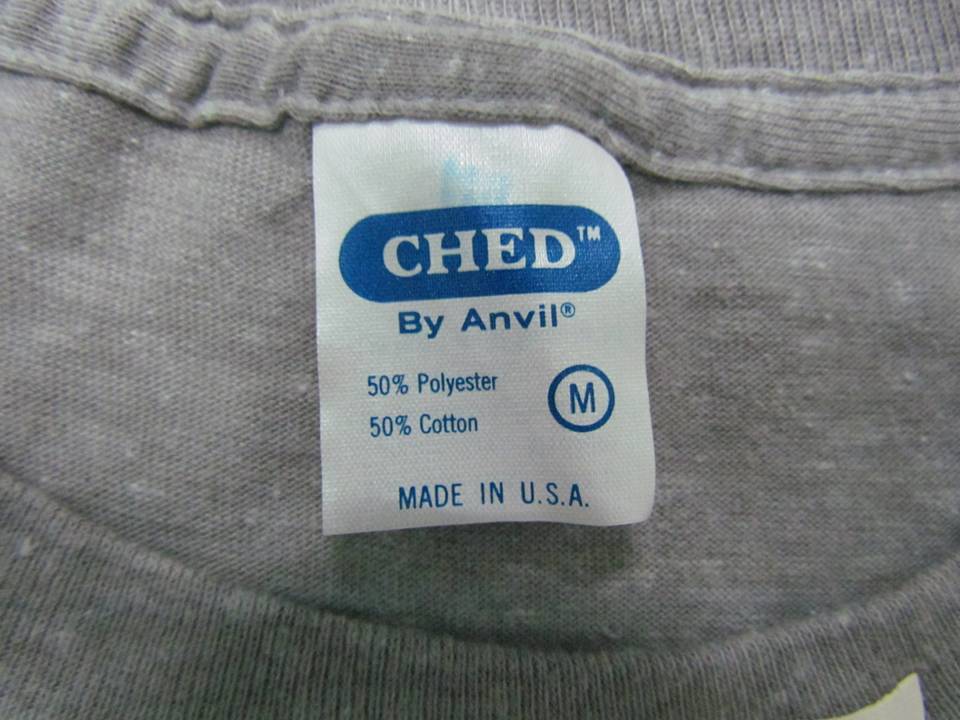 CHED™
By Anvil®
50% Polyester
50% Cotton
M
MADE IN U.S.A.